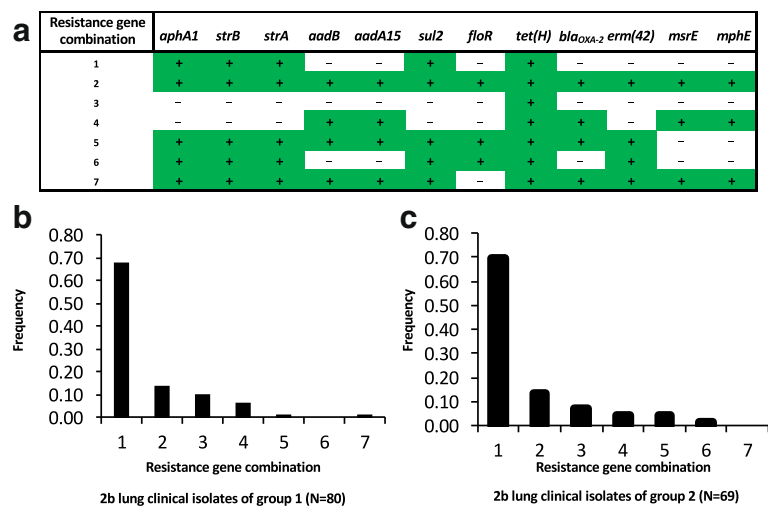 a
Resistance gene combination aphA1 strB strA aadB aadA15 sul2 floR tet(H) blaOXA-2 erm(42) msrE mphE
1 + + + – – + – + – – – –
2 + + + + + + + + + + + +
3 – – – – – – – + – – – –
4 – – – + + – – + + – + +
5 + + + + + + + + + + – –
6 + + + – – + + + – + – –
7 + + + + + + – + + + + +
b
0.80
0.70
0.60
0.50
0.40
0.30
0.20
0.10
0.00
Frequency
1 2 3 4 5 6 7
Resistance gene combination
2b lung clinical isolates of group 1 (N=80)
c
0.80
0.70
0.60
0.50
0.40
0.30
0.20
0.10
0.00
Frequency
1 2 3 4 5 6 7
Resistance gene combination
2b lung clinical isolates of group 2 (N=69)